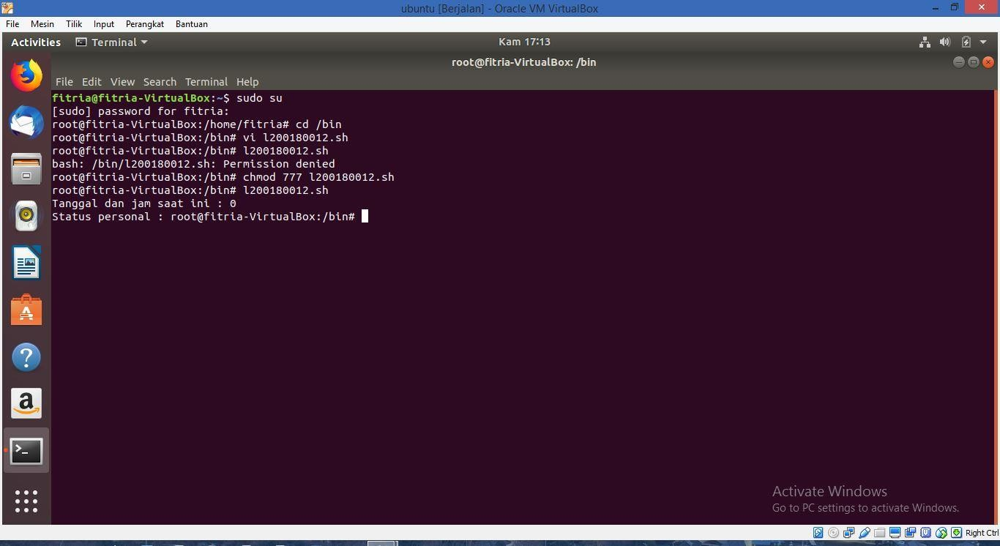 ubuntu [Berjalan] - Oracle VM VirtualBox
File Mesin Tilik Input Perangkat Bantuan
Activities Terminal Kam 17:13
root@fitria-VirtualBox: /bin
File Edit View Search Terminal Help
fitria@fitria-VirtualBox:~$ sudo su
[sudo] password for fitria:
root@fitria-VirtualBox:/home/fitria# cd /bin
root@fitria-VirtualBox:/bin# vi l200180012.sh
root@fitria-VirtualBox:/bin# l200180012.sh
bash: /bin/l200180012.sh: Permission denied
root@fitria-VirtualBox:/bin# chmod 777 l200180012.sh
root@fitria-VirtualBox:/bin# l200180012.sh
Tanggal dan jam saat ini : 0
Status personal : root@fitria-VirtualBox:/bin#
Activate Windows
Go to PC settings to activate Windows.
Right Ctrl